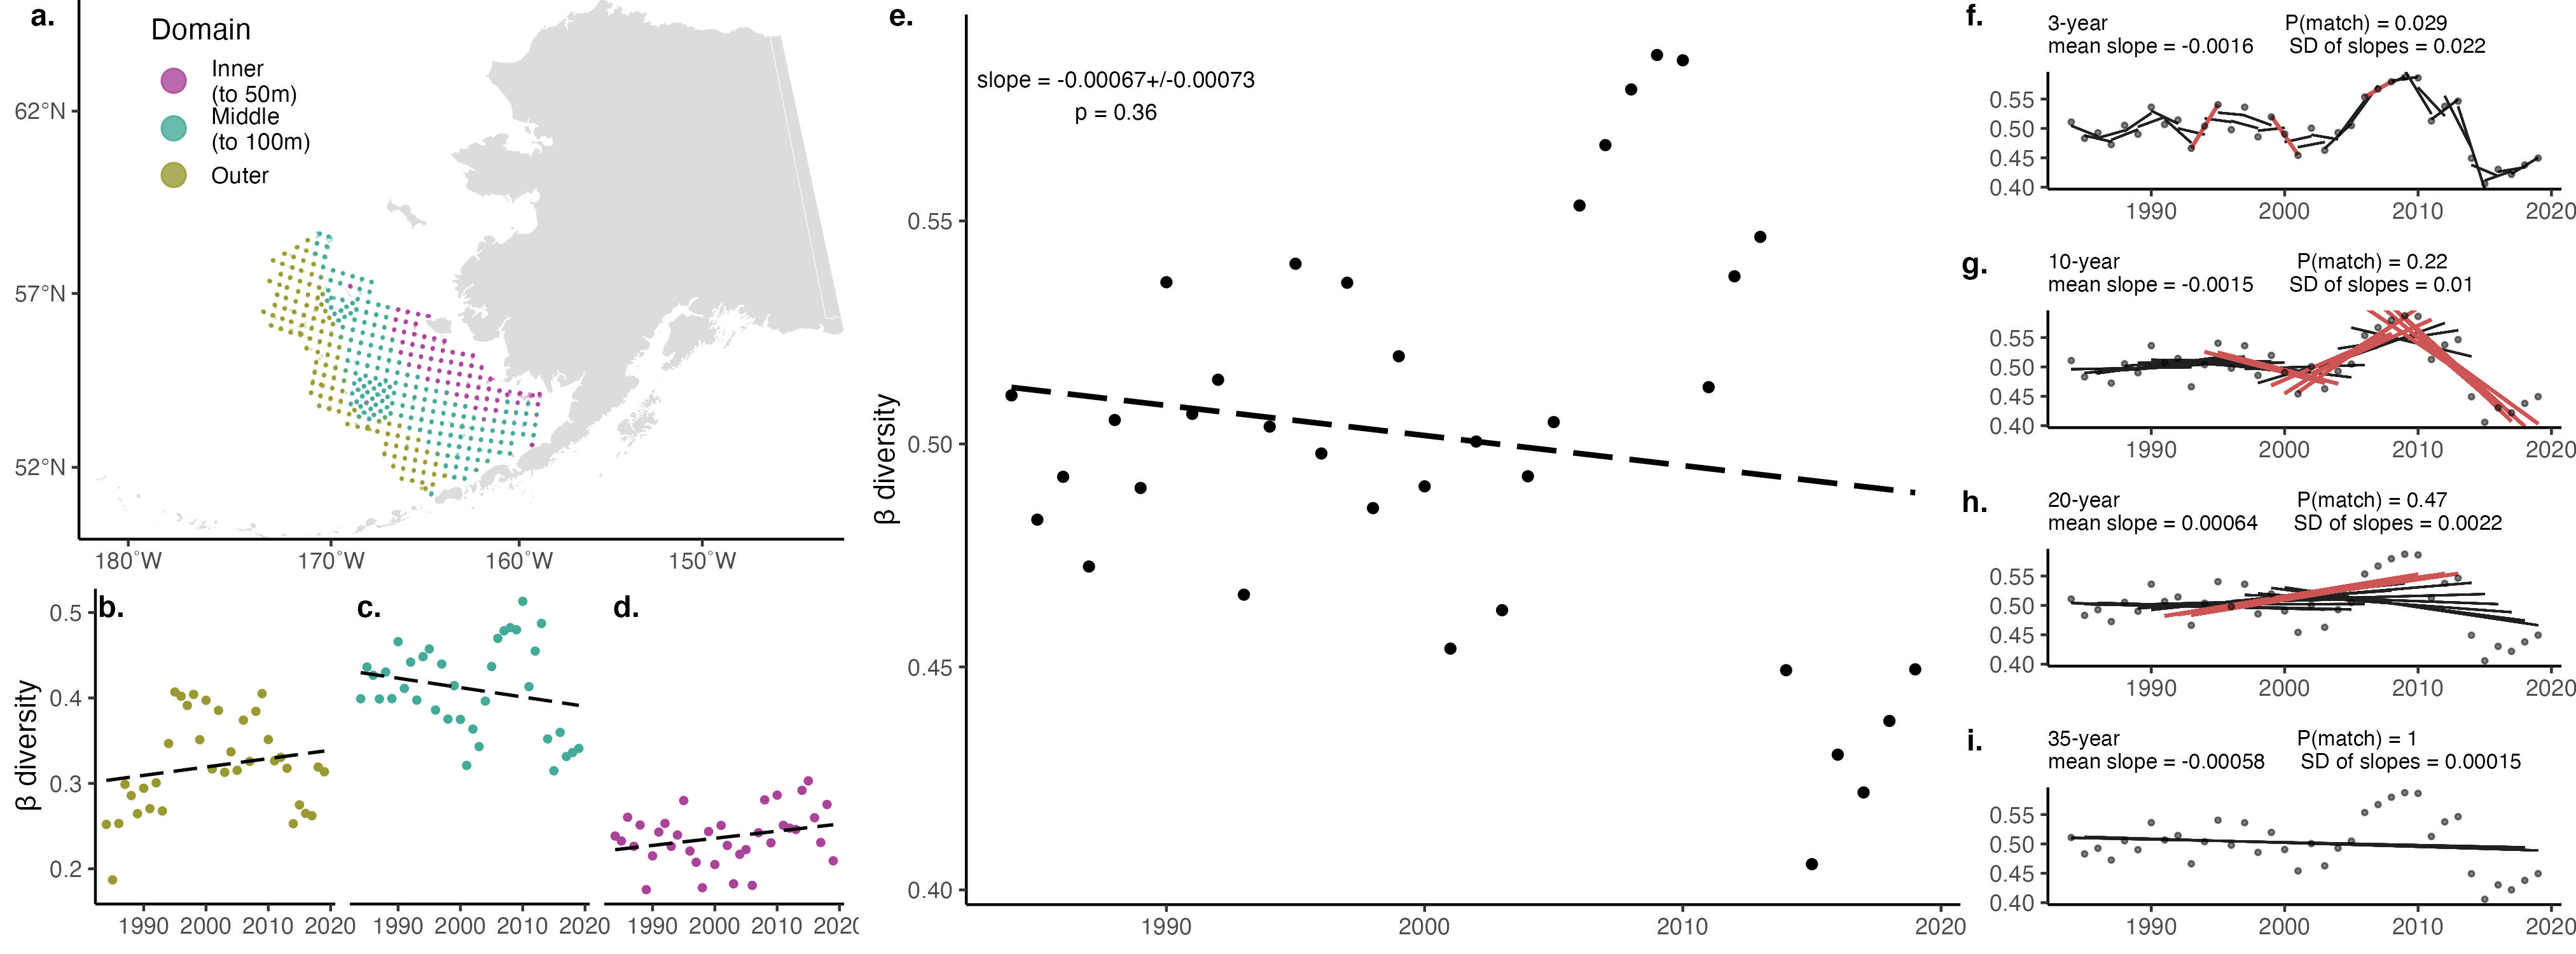 a.
Domain
Inner
(to 50m)
Middle
(to 100m)
Outer
62°N
57°N
52°N
180°W 170°W 160°W 150°W
b.
c.
d.
β diversity
0.5
0.4
0.3
0.2
1990 2000 2010 2020
1990 2000 2010 2020
1990 2000 2010 202
e.
slope = -0.00067+/-0.00073
p = 0.36
β diversity
0.55
0.50
0.45
0.40
1990 2000 2010 2020
f.
3-year P(match) = 0.029
mean slope = -0.0016 SD of slopes = 0.022
0.55
0.50
0.45
0.40
1990 2000 2010 2020
g.
10-year P(match) = 0.22
mean slope = -0.0015 SD of slopes = 0.01
0.55
0.50
0.45
0.40
1990 2000 2010 2020
h.
20-year P(match) = 0.47
mean slope = 0.00064 SD of slopes = 0.0022
0.55
0.50
0.45
0.40
1990 2000 2010 2020
i.
35-year P(match) = 1
mean slope = -0.00058 SD of slopes = 0.00015
0.55
0.50
0.45
0.40
1990 2000 2010 2020